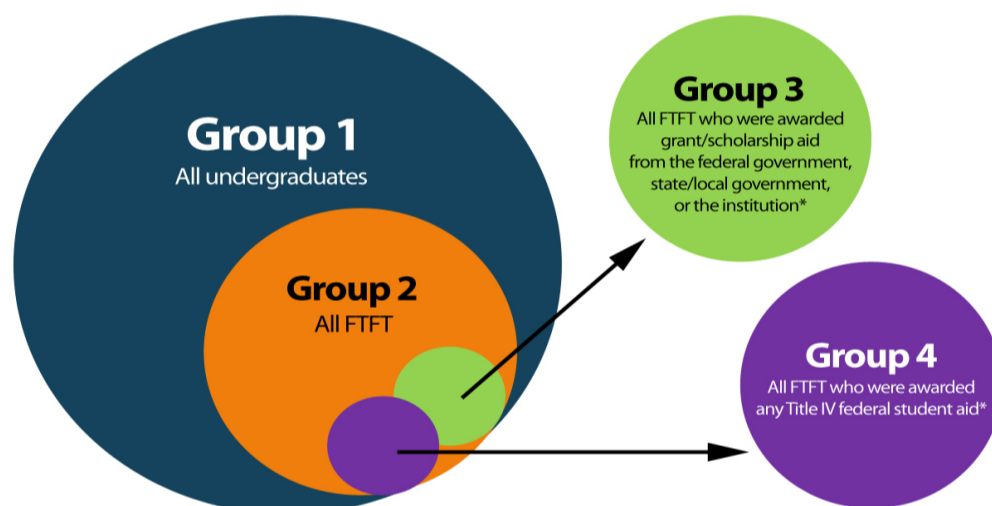 Group 1
All undergraduates
Group 2
All FTFT
Group 3
All FTFT who were awarded
grant/scholarship aid
from the federal government,
state/local government,
or the institution*
Group 4
All FTFT who were awarded
any Title IV federal student aid*